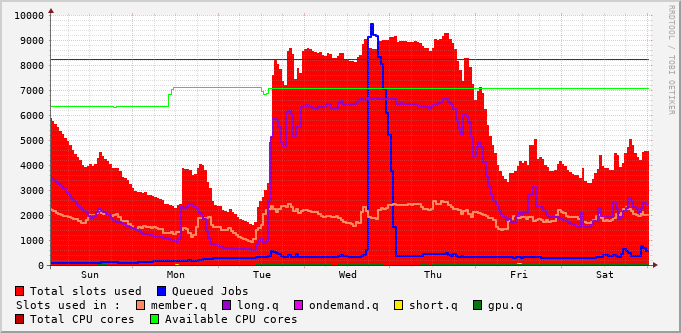 10000
9000
8000
7000
6000
5000
4000
3000
2000
1000
0
Sun Mon Tue Wed Thu Fri Sat
RRDTOOL / TOBI OETIKER
Total slots used Queued Jobs
Slots used in : member.q long.q ondemand.q short.q gpu.q
Total CPU cores Available CPU cores